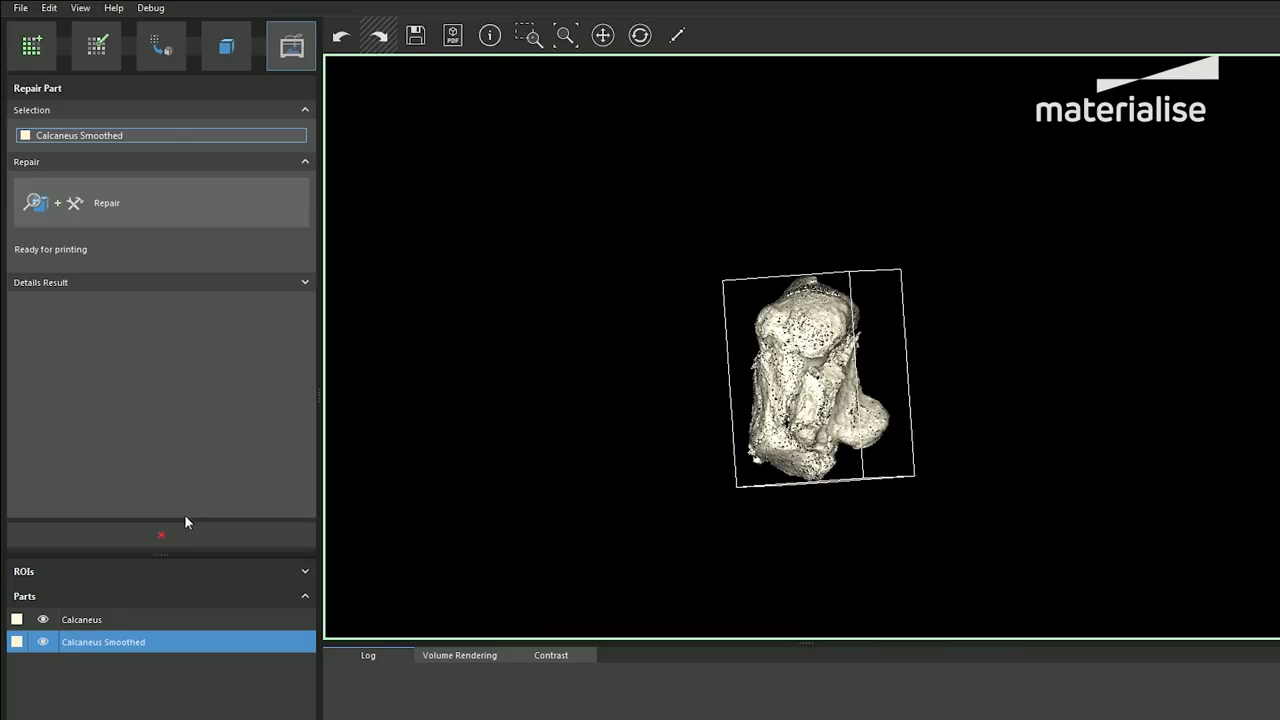 File Edit View Help Debug
PDF
materialise
Repair Part
Selection
Calcaneus Smoothed
Repair
+ Repair
Ready for printing
Details Result
ROIs
Parts
Calcaneus
Calcaneus Smoothed
Log Volume Rendering Contrast